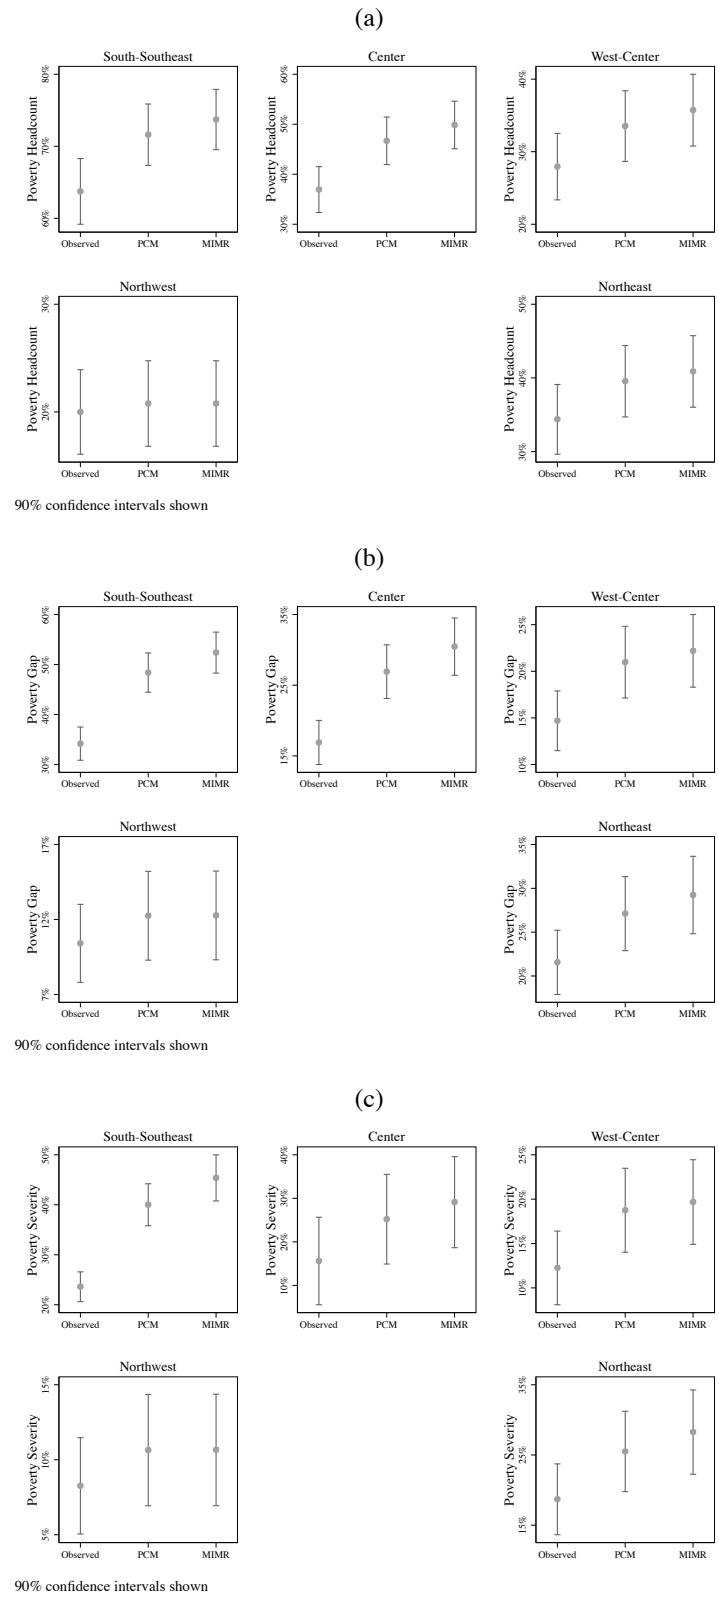 (a)
South-Southeast
Poverty Headcount
60% 70% 80%
Observed PCM MIMR
Center
Poverty Headcount
30% 40% 50% 60%
Observed PCM MIMR
West-Center
Poverty Headcount
20% 30% 40%
Observed PCM MIMR
Northwest
Poverty Headcount
20% 30%
Observed PCM MIMR
Northeast
Poverty Headcount
30% 40% 50%
Observed PCM MIMR
90% confidence intervals shown
(b)
South-Southeast
Poverty Gap
30% 40% 50% 60%
Observed PCM MIMR
Center
Poverty Gap
15% 25% 35%
Observed PCM MIMR
West-Center
Poverty Gap
10% 15% 20% 25%
Observed PCM MIMR
Northwest
Poverty Gap
7% 12% 17%
Observed PCM MIMR
Northeast
Poverty Gap
20% 25% 30% 35%
Observed PCM MIMR
90% confidence intervals shown
(c)
South-Southeast
Poverty Severity
20% 30% 40% 50%
Observed PCM MIMR
Center
Poverty Severity
10% 20% 30% 40%
Observed PCM MIMR
West-Center
Poverty Severity
10% 15% 20% 25%
Observed PCM MIMR
Northwest
Poverty Severity
5% 10% 15%
Observed PCM MIMR
Northeast
Poverty Severity
15% 25% 35%
Observed PCM MIMR
90% confidence intervals shown